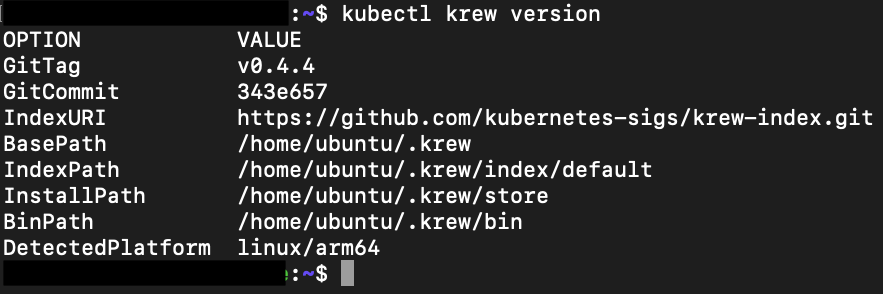 :~$ kubectl krew version
OPTION VALUE
GitTag v0.4.4
GitCommit 343e657
IndexURI https://github.com/kubernetes-sigs/krew-index.git
BasePath /home/ubuntu/.krew
IndexPath /home/ubuntu/.krew/index/default
InstallPath /home/ubuntu/.krew/store
BinPath /home/ubuntu/.krew/bin
DetectedPlatform linux/arm64
:~$